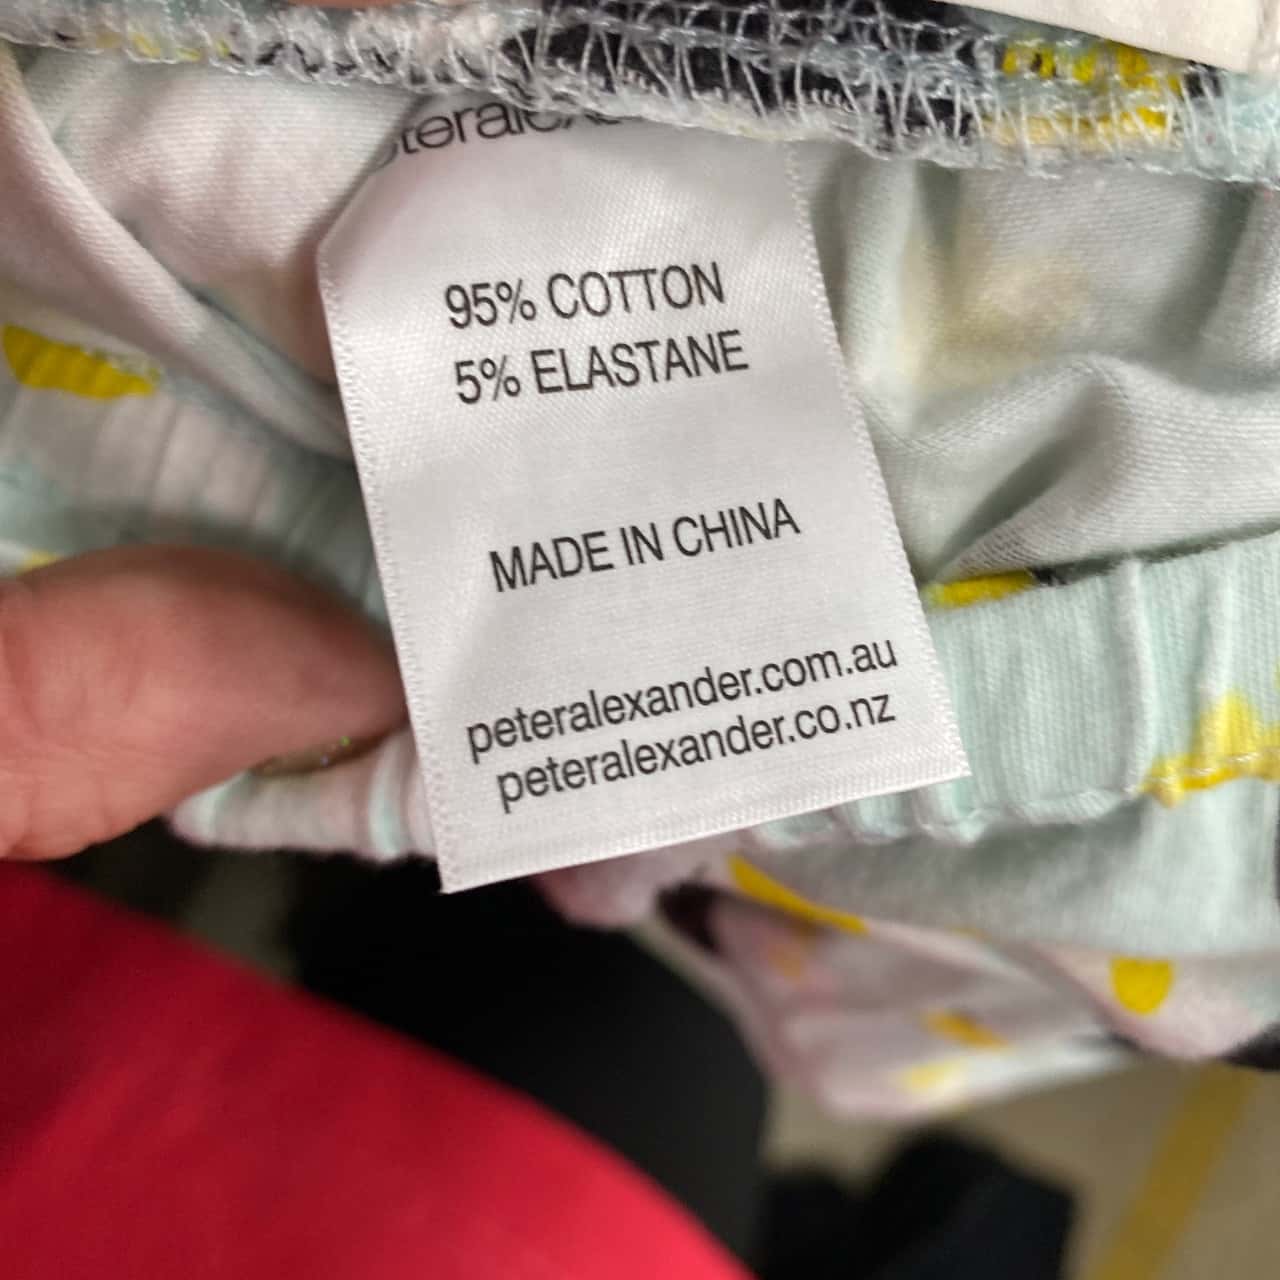 95% COTTON
5% ELASTANE
MADE IN CHINA
peteralexander.com.au
peteralexander.co.nz